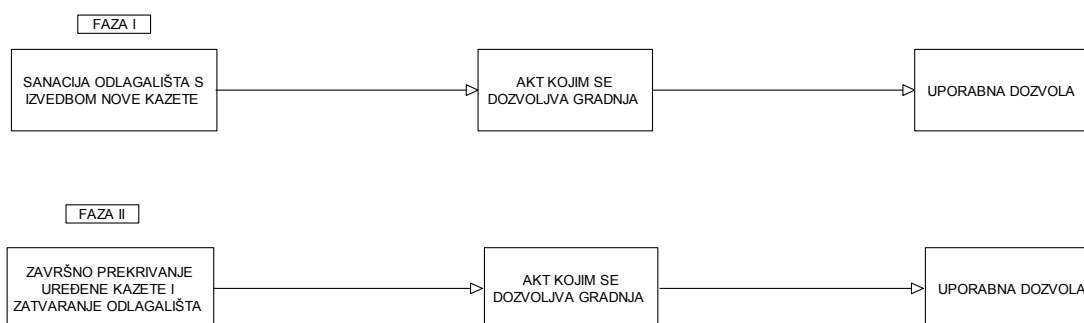 FAZA I
SANACIJA ODLAGALIŠTA S
IZVEDBOM NOVE KAZETE
AKT KOJIM SE
DOZVOLJVA GRADNJA
UPORABNA DOZVOLA
FAZA II
ZAVRŠNO PREKRIVANJE
UREĐENE KAZETE I
ZATVARANJE ODLAGALIŠTA
AKT KOJIM SE
DOZVOLJVA GRADNJA
UPORABNA DOZVOLA